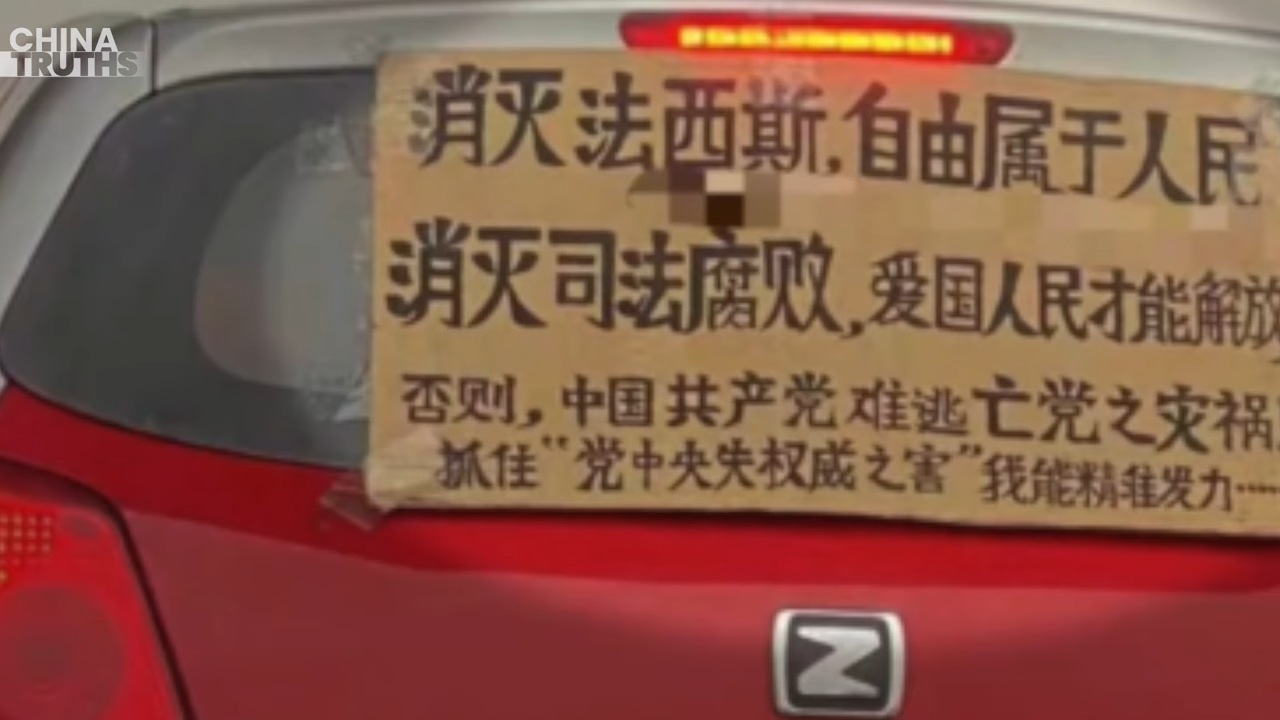 CHINA
TRUTHS
消灭法西斯,自由属于人民
消灭司法腐败,爱国人民才能解放
否则,中国共产党难逃亡党之灾祸
抓住“党中央失权威之害”我能精准发力……